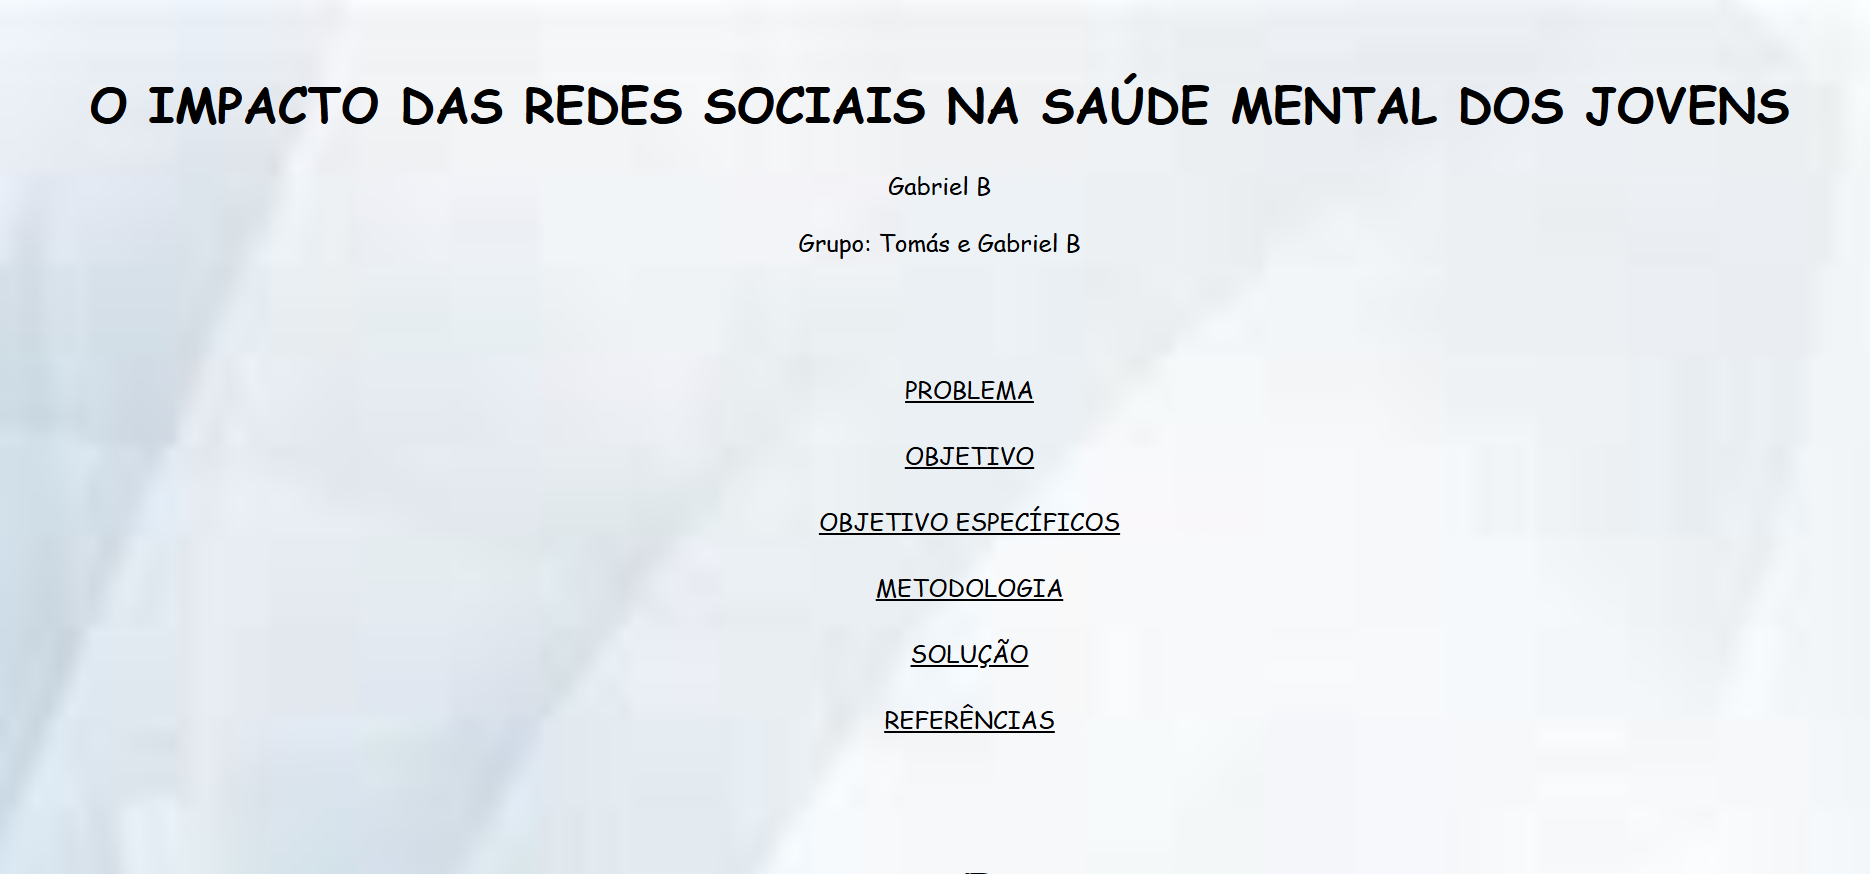 O IMPACTO DAS REDES SOCIAIS NA SAÚDE MENTAL DOS JOVENS
Gabriel B
Grupo: Tomás e Gabriel B
PROBLEMA
OBJETIVO
OBJETIVO ESPECÍFICOS
METODOLOGIA
SOLUÇÃO
REFERÊNCIAS